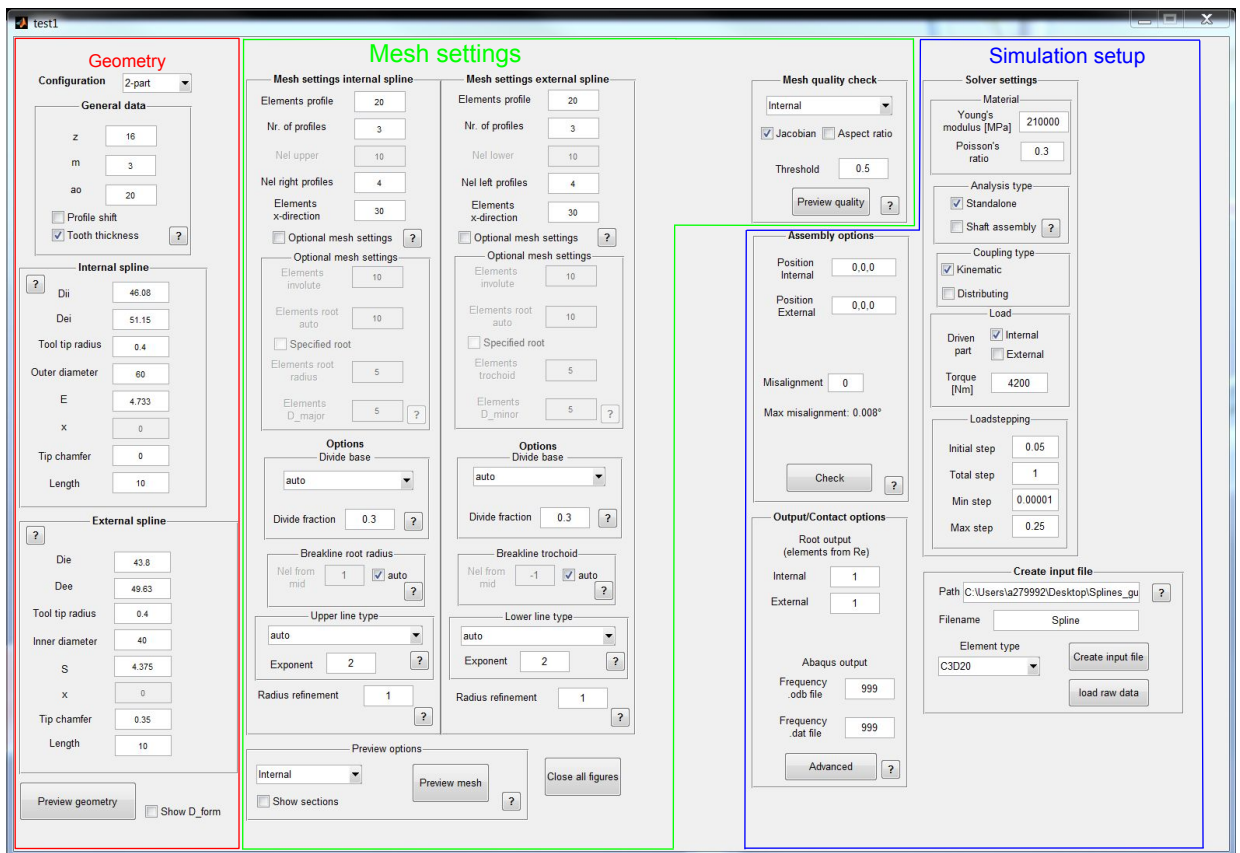 test1
Geometry
Configuration 2-part
General data
z 16
m 3
ao 20
Profile shift
Tooth thickness ?
Internal spline
?
Dii 46.08
Dei 51.15
Tool tip radius 0.4
Outer diameter 60
E 4.733
x 0
Tip chamfer 0
Length 10
External spline
?
Die 43.8
Dee 49.63
Tool tip radius 0.4
Inner diameter 40
S 4.375
x 0
Tip chamfer 0.35
Length 10
Preview geometry Show D_form
Mesh settings
Mesh settings internal spline
Elements profile 20
Nr. of profiles 3
Nel upper 10
Nel right profiles 4
Elements
x-direction 30
Optional mesh settings ?
Optional mesh settings
Elements
involute 10
Elements root
auto 10
Specified root
Elements root
radius 5
Elements
D_major 5 ?
Options
Divide base
auto
Divide fraction 0.3 ?
Breakline root radius
Nel from
mid 1 auto
?
Upper line type
auto
Exponent 2 ?
Radius refinement 1
?
Mesh settings external spline
Elements profile 20
Nr. of profiles 3
Nel lower 10
Nel left profiles 4
Elements
x-direction 30
Optional mesh settings ?
Optional mesh settings
Elements
involute 10
Elements root
auto 10
Specified root
Elements
trochoid 5
Elements
D_minor 5 ?
Options
Divide base
auto
Divide fraction 0.3 ?
Breakline trochoid
Nel from
mid -1 auto
?
Lower line type
auto
Exponent 2 ?
Radius refinement 1
?
Preview options
Internal
Show sections
Preview mesh
?
Close all figures
Mesh quality check
Internal
Jacobian Aspect ratio
Threshold 0.5
Preview quality ?
Simulation setup
Assembly options
Position
Internal 0,0,0
Position
External 0,0,0
Misalignment 0
Max misalignment: 0.008°
Check ?
Output/Contact options
Root output
(elements from Re)
Internal 1
External 1
Abaqus output
Frequency
.odb file 999
Frequency
.dat file 999
Advanced ?
Solver settings
Material
Young's
modulus [MPa] 210000
Poisson's
ratio 0.3
Analysis type
Standalone
Shaft assembly ?
Coupling type
Kinematic
Distributing
Load
Driven
part
Internal
External
Torque
[Nm] 4200
Loadstepping
Initial step 0.05
Total step 1
Min step 0.00001
Max step 0.25
Create input file
Path C:\Users\a279992\Desktop\Splines_gu ?
Filename Spline
Element type
C3D20
Create input file
load raw data